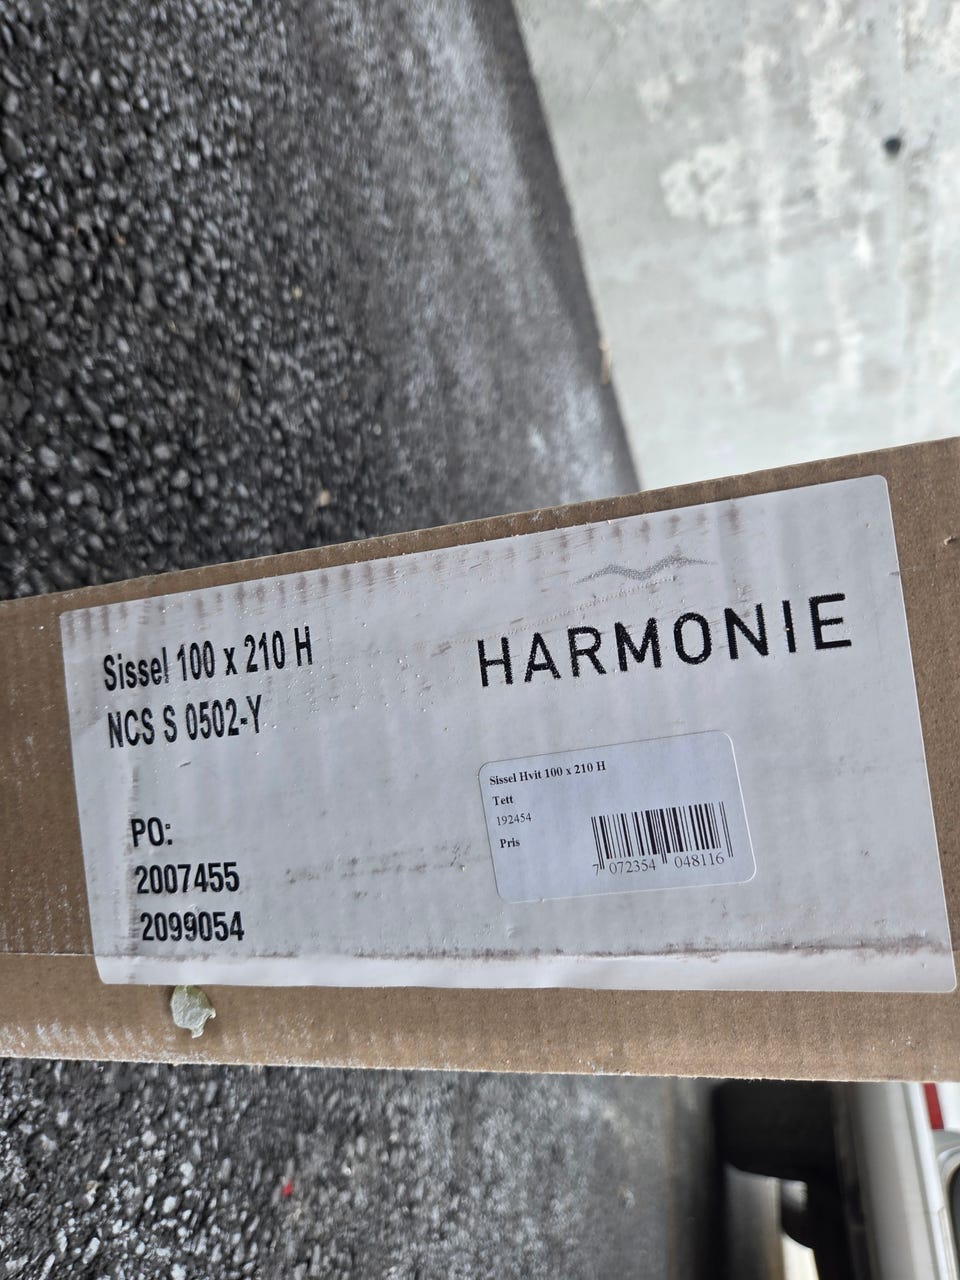 Sissel 100 x 210 H
NCS S 0502-Y
HARMONIE
PO:
2007455
2099054
Sissel Hvit 100 x 210 H
Tett
192454
Pris
7 072354 048116